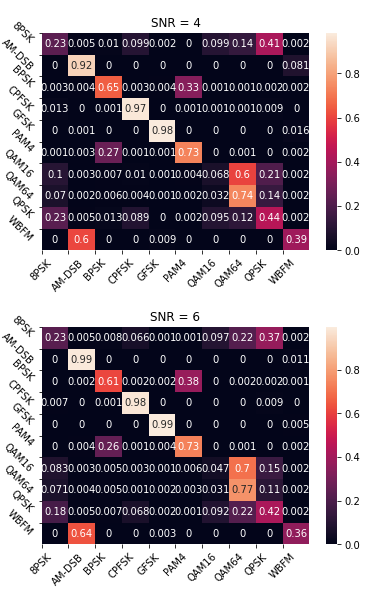 SNR = 4
8PSK 0.23 0.005 0.01 0.099 0.002 0 0.099 0.14 0.41 0.002
AM-DSB 0 0.92 0 0 0 0 0 0 0 0.081
BPSK 0.003 0.004 0.65 0.003 0.004 0.33 0.001 0.001 0.002 0.002
CPFSK 0.013 0 0.001 0.97 0 0.001 0.001 0.001 0.009 0
GFSK 0 0.001 0 0 0.98 0 0 0 0 0.016
PAM4 0.001 0.003 0.27 0.001 0.001 0.73 0 0.001 0 0.002
QAM16 0.1 0.003 0.007 0.01 0.001 0.004 0.068 0.6 0.21 0.002
QAM64 0.07 0.002 0.006 0.004 0.001 0.002 0.032 0.74 0.14 0.002
QPSK 0.23 0.005 0.013 0.089 0 0.002 0.095 0.12 0.44 0.002
WBFM 0 0.6 0 0 0.009 0 0 0 0 0.39
8PSK AM-DSB BPSK CPFSK GFSK PAM4 QAM16 QAM64 QPSK WBFM
0.8
0.6
0.4
0.2
0.0
SNR = 6
8PSK 0.23 0.005 0.008 0.066 0.001 0.001 0.097 0.22 0.37 0.002
AM-DSB 0 0.99 0 0 0 0 0 0 0 0.011
BPSK 0 0.002 0.61 0.002 0.002 0.38 0 0.002 0.002 0.001
CPFSK 0.007 0 0.001 0.98 0 0 0 0 0.009 0
GFSK 0 0 0 0 0.99 0 0 0 0 0.005
PAM4 0 0.004 0.26 0 0.001 0.73 0 0.001 0 0.002
QAM16 0.083 0.003 0.005 0.003 0.001 0.006 0.047 0.7 0.15 0.002
QAM64 0.071 0.004 0.005 0.001 0.002 0.003 0.031 0.77 0.11 0.002
QPSK 0.18 0.005 0.007 0.068 0.002 0.001 0.092 0.22 0.42 0.002
WBFM 0 0.64 0 0 0.003 0 0 0 0 0.36
8PSK AM-DSB BPSK CPFSK GFSK PAM4 QAM16 QAM64 QPSK WBFM
0.8
0.6
0.4
0.2
0.0